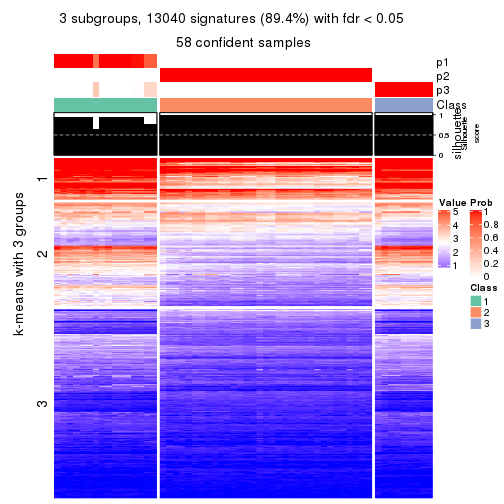 3 subgroups, 13040 signatures (89.4%) with fdr < 0.05
58 confident samples
p1
p2
p3
Class
1
0.5
0
silhouette
Silhouette
score
k-means with 3 groups
1
2
3
Value
5
4
3
2
1
Prob
1
0.8
0.6
0.4
0.2
0
Class
1
2
3